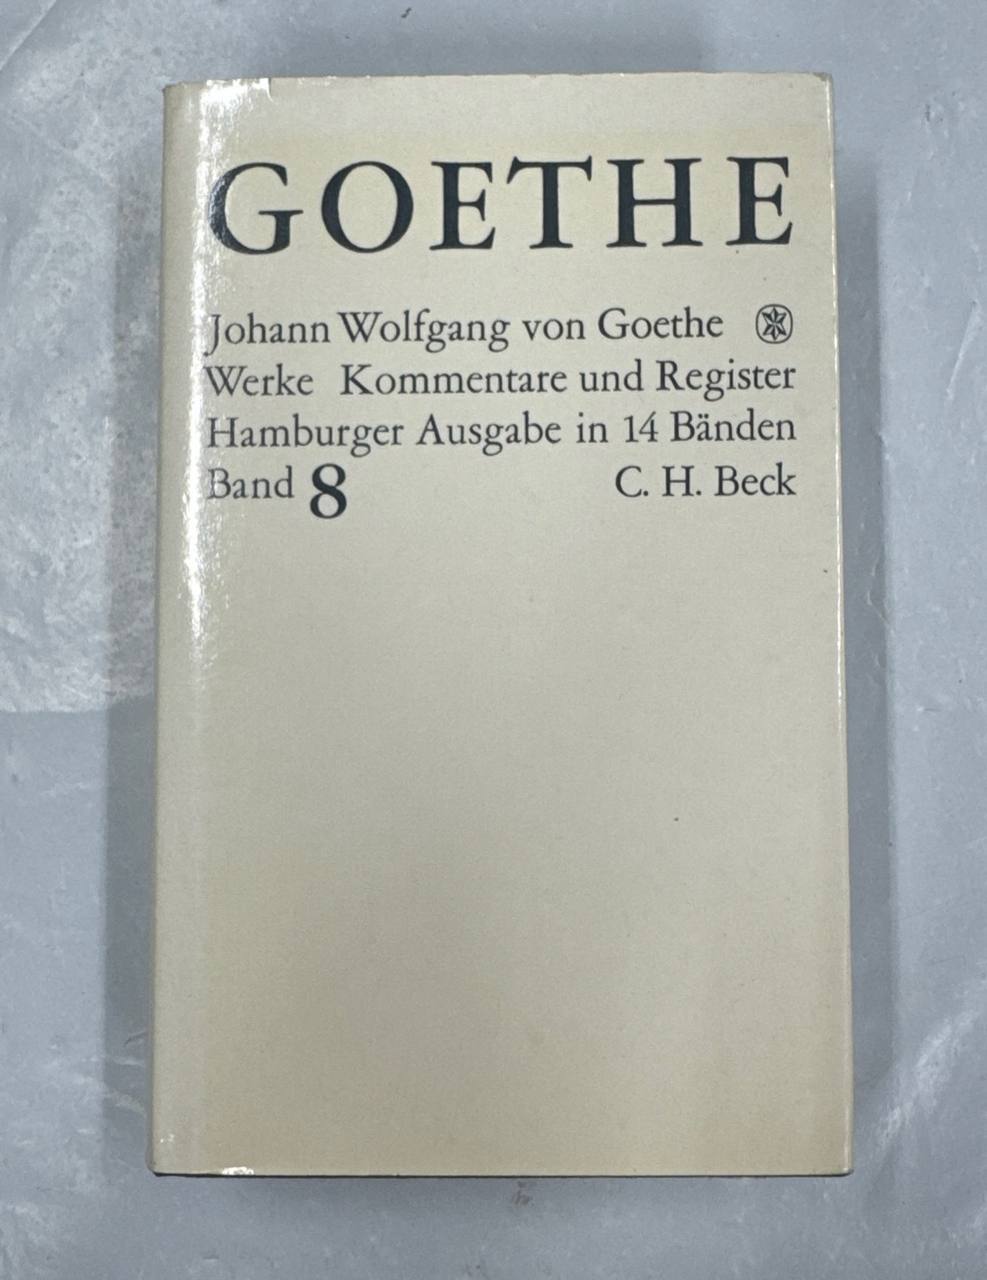 GOETHE
Johann Wolfgang von Goethe
Werke Kommentare und Register
Hamburger Ausgabe in 14 Bänden
Band 8 C. H. Beck